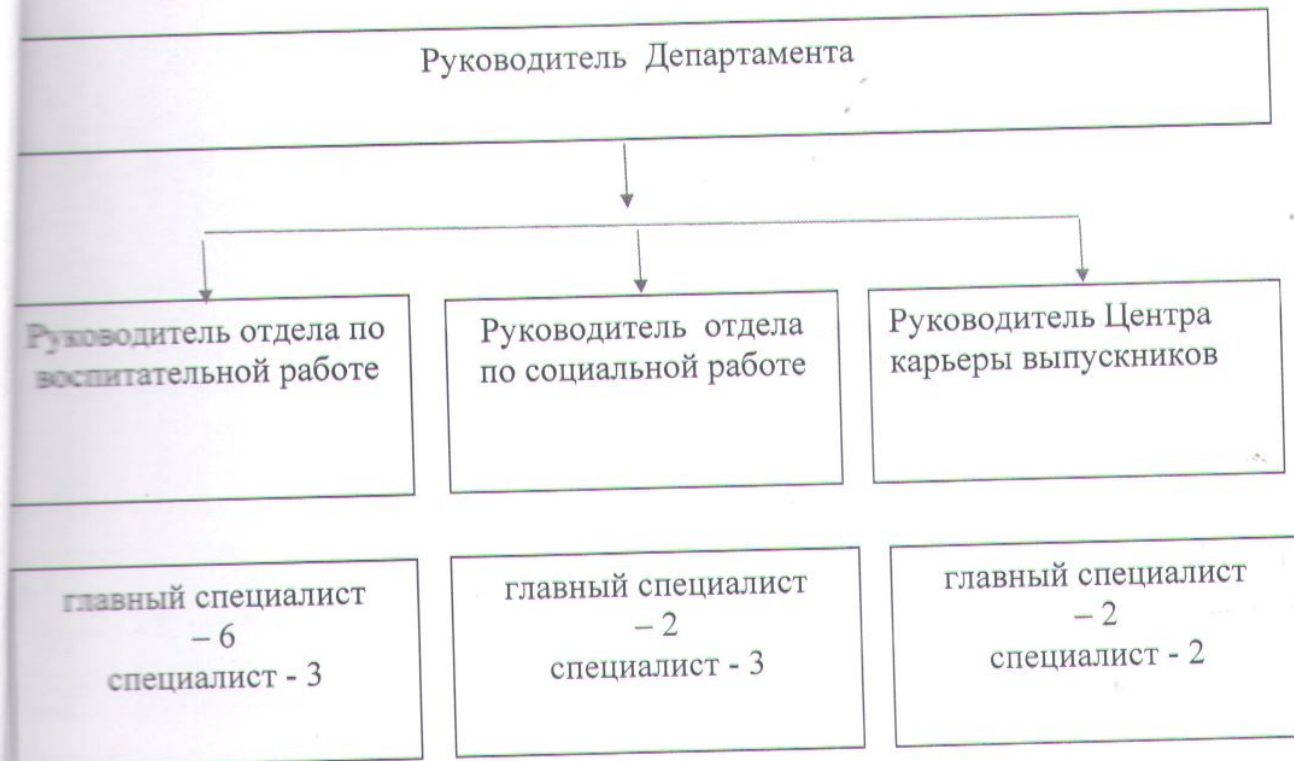 Руководитель Департамента
Руководитель отдела по
воспитательной работе
Руководитель отдела
по социальной работе
Руководитель Центра
карьеры выпускников
главный специалист
– 6
специалист - 3
главный специалист
– 2
специалист - 3
главный специалист
– 2
специалист - 2